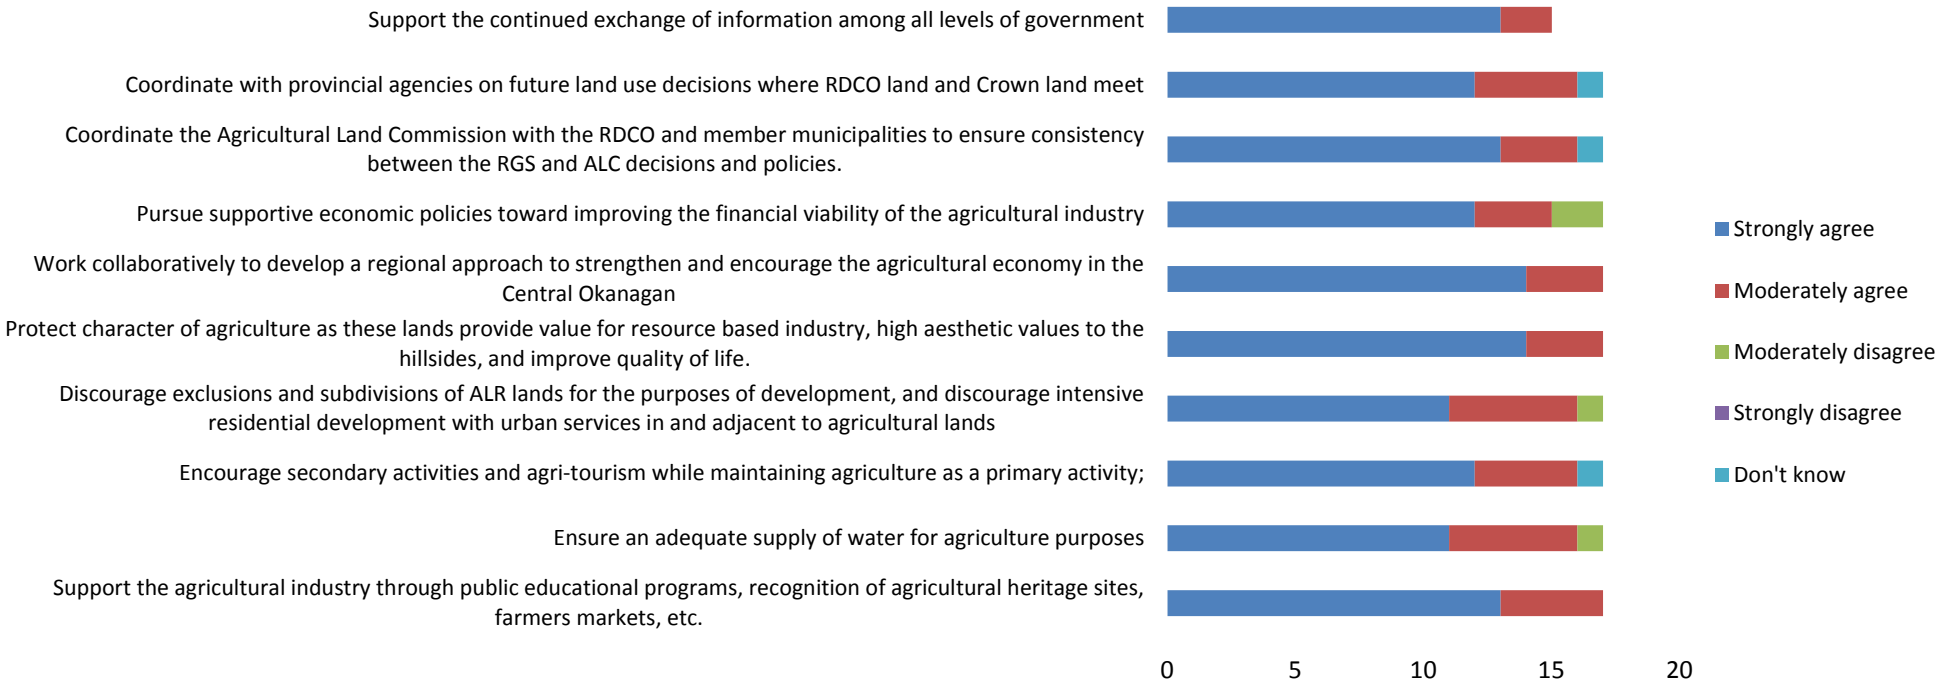 Support the continued exchange of information among all levels of government
Coordinate with provincial agencies on future land use decisions where RDCO land and Crown land meet
Coordinate the Agricultural Land Commission with the RDCO and member municipalities to ensure consistency
between the RGS and ALC decisions and policies.
Pursue supportive economic policies toward improving the financial viability of the agricultural industry
Work collaboratively to develop a regional approach to strengthen and encourage the agricultural economy in the
Central Okanagan
Protect character of agriculture as these lands provide value for resource based industry, high aesthetic values to the
hillsides, and improve quality of life.
Discourage exclusions and subdivisions of ALR lands for the purposes of development, and discourage intensive
residential development with urban services in and adjacent to agricultural lands
Encourage secondary activities and agri-tourism while maintaining agriculture as a primary activity;
Ensure an adequate supply of water for agriculture purposes
Support the agricultural industry through public educational programs, recognition of agricultural heritage sites,
farmers markets, etc.
0 5 10 15 20
Strongly agree
Moderately agree
Moderately disagree
Strongly disagree
Don't know